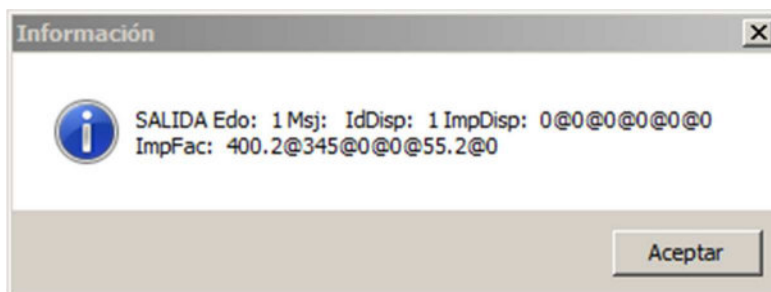 Información
SALIDA Edo: 1 Msj: IdDisp: 1 ImpDisp: 0@0@0@0@0@0
ImpFac: 400.2@345@0@0@55.2@0
Aceptar